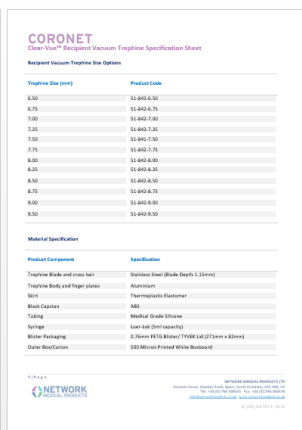 CORONET
Clear-Vue™ Recipient Vacuum Trephine Specification Sheet
Recipient Vacuum Trephine Size Options
Trephine Size (mm) Product Code
6.50 51-842-6.50
6.75 51-842-6.75
7.00 51-842-7.00
7.25 51-842-7.25
7.50 51-842-7.50
7.75 51-842-7.75
8.00 51-842-8.00
8.25 51-842-8.25
8.50 51-842-8.50
8.75 51-842-8.75
9.00 51-842-9.00
9.50 51-842-9.50
Material Specification
Product Component Specification
Trephine Blade and cross hair Stainless Steel (Blade Depth 1.15mm)
Trephine Body and finger plates Aluminium
Skirt Thermoplastic Elastomer
Black Capstan ABS
Tubing Medical Grade Silicone
Syringe Luer-Lok (5ml capacity)
Blister Packaging 0.76mm PETG Blister/ TYVEK Lid (271mm x 82mm)
Outer Box/Carton 500 Micron Printed White Boxboard
1 | Page
NETWORK MEDICAL PRODUCTS LTD
NETWORK
MEDICAL PRODUCTS